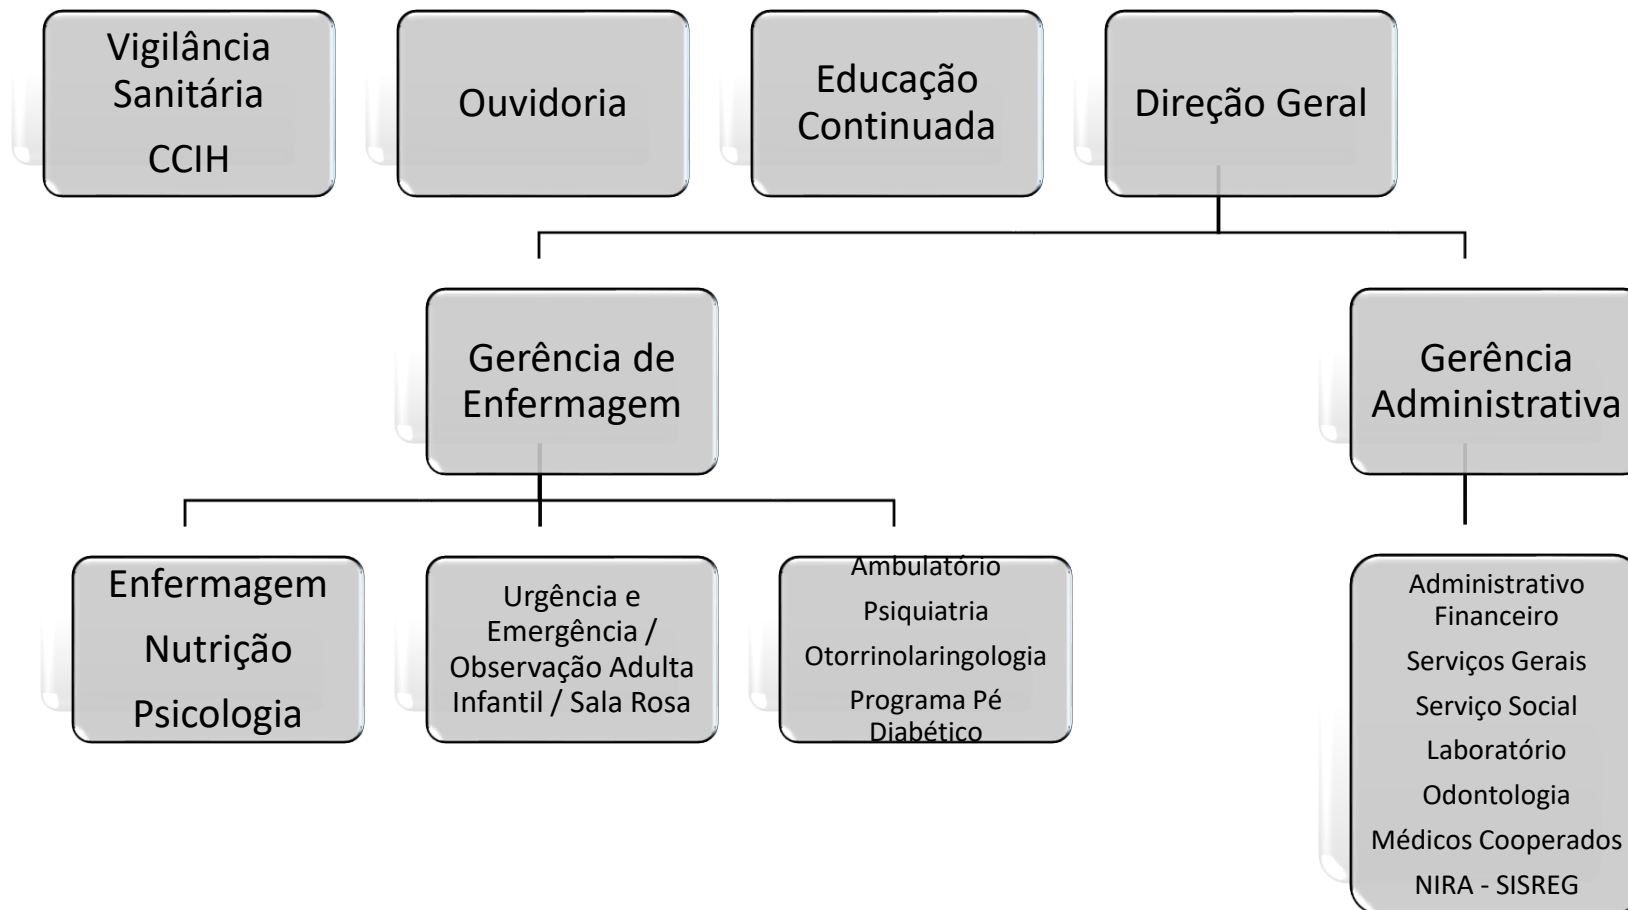 Vigilância
Sanitária
CCIH
Ouvidoria
Educação
Continuada
Direção Geral
Gerência de
Enfermagem
Gerência
Administrativa
Enfermagem
Nutrição
Psicologia
Urgência e
Emergência /
Observação Adulta
Infantil / Sala Rosa
Ambulatório
Psiquiatria
Otorrinolaringologia
Programa Pé
Diabético
Administrativo
Financeiro
Serviços Gerais
Serviço Social
Laboratório
Odontologia
Médicos Cooperados
NIRA - SISREG